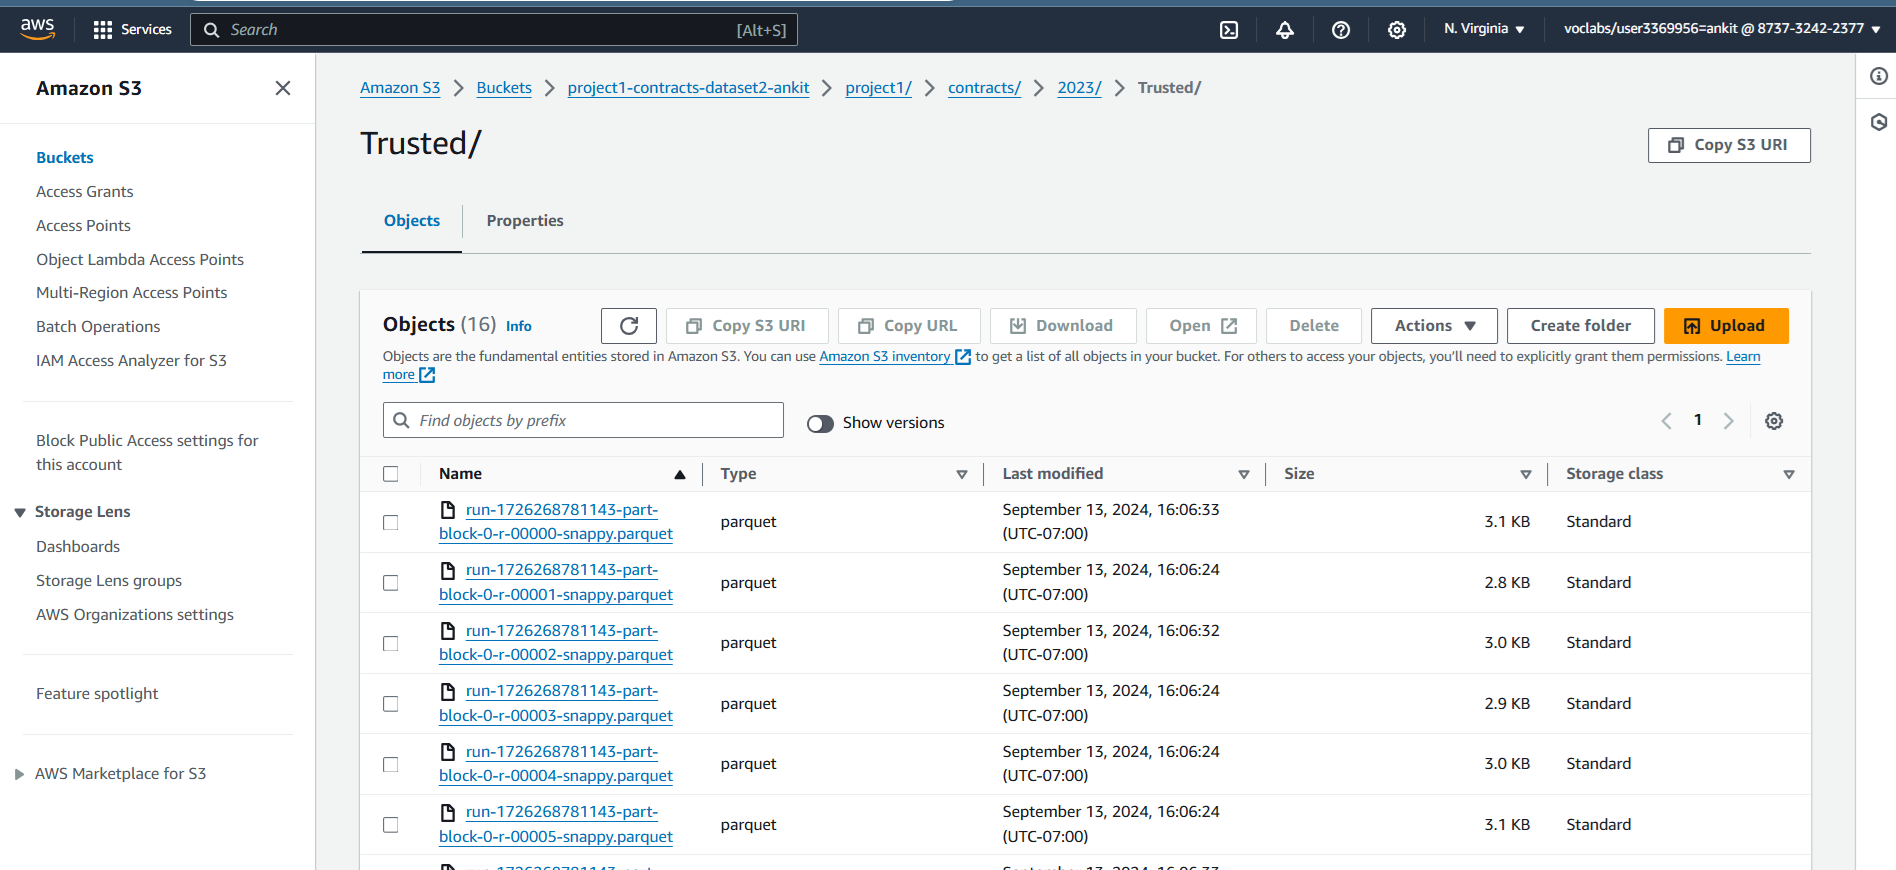 aws
Services
Search
[Alt+S]
N. Virginia
voclabs/user3369956=ankit @ 8737-3242-2377
Amazon S3
Buckets
Access Grants
Access Points
Object Lambda Access Points
Multi-Region Access Points
Batch Operations
IAM Access Analyzer for S3
Block Public Access settings for
this account
Storage Lens
Dashboards
Storage Lens groups
AWS Organizations settings
Feature spotlight
AWS Marketplace for S3
Amazon S3 > Buckets > project1-contracts-dataset2-ankit > project1/ > contracts/ > 2023/ > Trusted/
Trusted/
Copy S3 URI
Objects
Properties
Objects (16) Info
Copy S3 URI
Copy URL
Download
Open
Delete
Actions
Create folder
Upload
Objects are the fundamental entities stored in Amazon S3. You can use Amazon S3 inventory to get a list of all objects in your bucket. For others to access your objects, you'll need to explicitly grant them permissions. Learn
more
Find objects by prefix
Show versions
1
Name Type Last modified Size Storage class
run-1726268781143-part-
block-0-r-00000-snappy.parquet
parquet
September 13, 2024, 16:06:33
(UTC-07:00)
3.1 KB
Standard
run-1726268781143-part-
block-0-r-00001-snappy.parquet
parquet
September 13, 2024, 16:06:24
(UTC-07:00)
2.8 KB
Standard
run-1726268781143-part-
block-0-r-00002-snappy.parquet
parquet
September 13, 2024, 16:06:32
(UTC-07:00)
3.0 KB
Standard
run-1726268781143-part-
block-0-r-00003-snappy.parquet
parquet
September 13, 2024, 16:06:24
(UTC-07:00)
2.9 KB
Standard
run-1726268781143-part-
block-0-r-00004-snappy.parquet
parquet
September 13, 2024, 16:06:24
(UTC-07:00)
3.0 KB
Standard
run-1726268781143-part-
block-0-r-00005-snappy.parquet
parquet
September 13, 2024, 16:06:24
(UTC-07:00)
3.1 KB
Standard